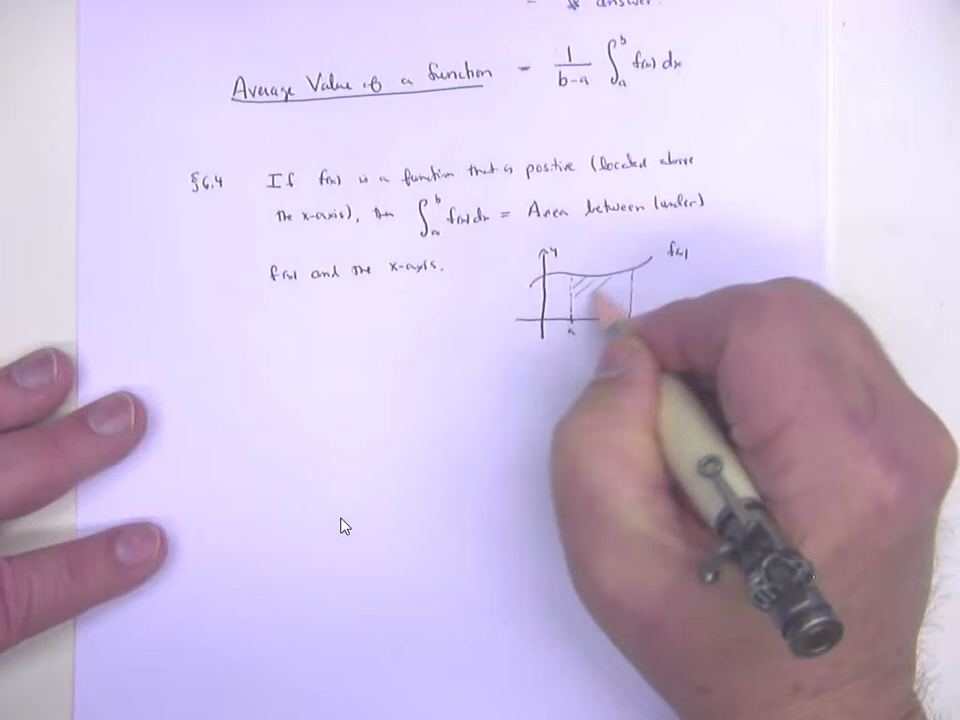 answer.
Average Value of a function - 1/(b-a) ∫_a^b f(x) dx
§6.4 If f(x) is a function that is positive (located above
the x-axis), then ∫_a^b f(x) dx = Area between (under)
f(x) and the x-axis.
y f(x)
a